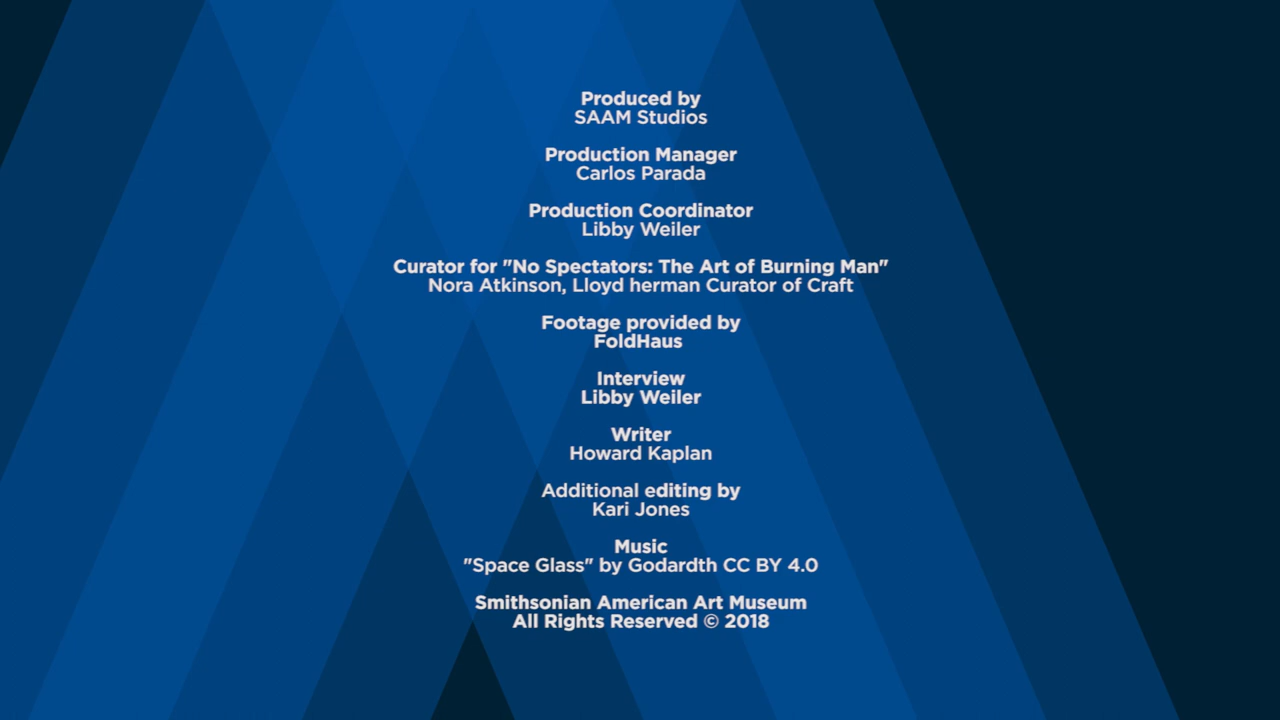 Produced by
SAAM Studios
Production Manager
Carlos Parada
Production Coordinator
Libby Weiler
Curator for "No Spectators: The Art of Burning Man"
Nora Atkinson, Lloyd herman Curator of Craft
Footage provided by
FoldHaus
Interview
Libby Weiler
Writer
Howard Kaplan
Additional editing by
Kari Jones
Music
"Space Glass" by Godardth CC BY 4.0
Smithsonian American Art Museum
All Rights Reserved © 2018